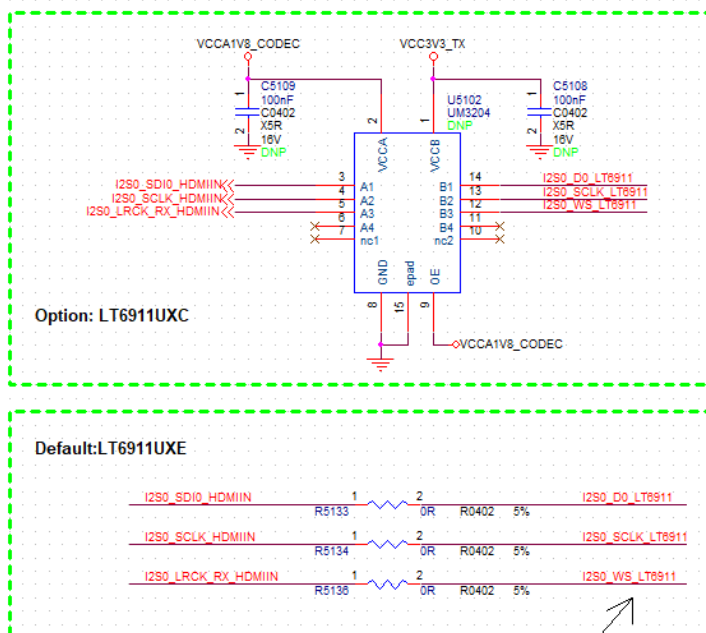 VCCA1V8_CODEC
VCC3V3_TX
1
C5109
100nF
C0402
X5R
16V
DNP
2
2
1
U5102
UM3204
DNP
1
C5108
100nF
C0402
X5R
16V
DNP
2
VCCA
VCCB
I2S0_SDI0_HDMIIN 3 A1 B1 14 I2S0_D0_LT6911
I2S0_SCLK_HDMIIN 4 A2 B2 13 I2S0_SCLK_LT6911
I2S0_LRCK_RX_HDMIIN 5 A3 B3 12 I2S0_WS_LT6911
6 A4 B4 11
7 nc1 nc2 10
GND
epad
OE
8
15
9
Option: LT6911UXC
VCCA1V8_CODEC
Default:LT6911UXE
I2S0_SDI0_HDMIIN 1 2 I2S0_D0_LT6911
R5133 0R R0402 5%
I2S0_SCLK_HDMIIN 1 2 I2S0_SCLK_LT6911
R5134 0R R0402 5%
I2S0_LRCK_RX_HDMIIN 1 2 I2S0_WS_LT6911
R5136 0R R0402 5%